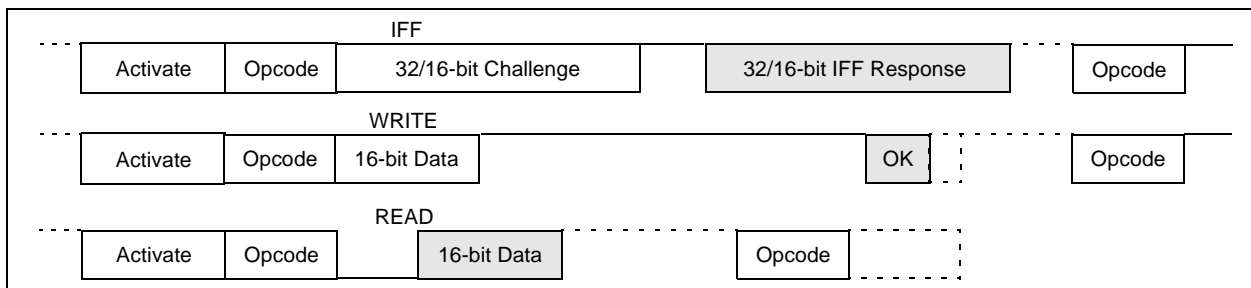 IFF
Activate Opcode 32/16-bit Challenge 32/16-bit IFF Response Opcode
WRITE
Activate Opcode 16-bit Data OK Opcode
READ
Activate Opcode 16-bit Data Opcode